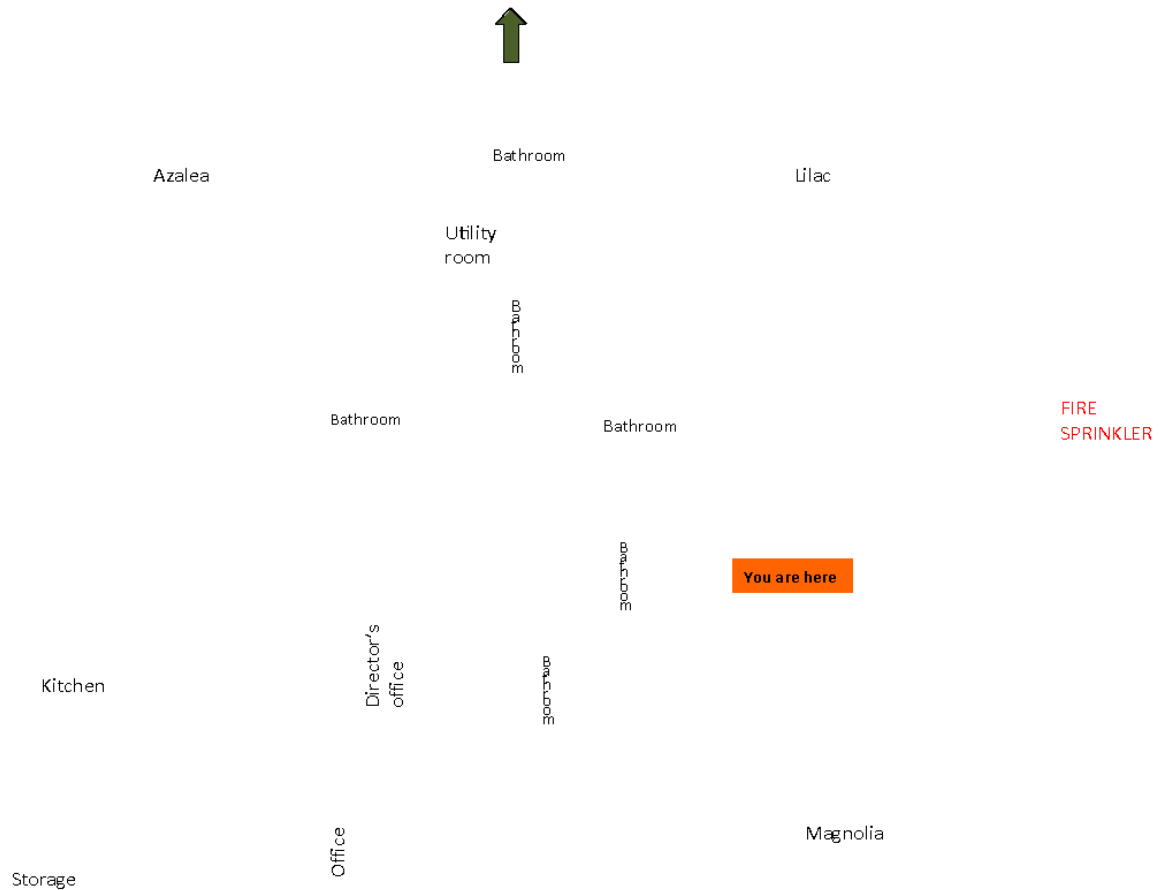 Bathroom
Azalea
Lilac
Utility
room
Bathroom
Bathroom
Bathroom
FIRE
SPRINKLER
Bathroom
You are here
Director's
office
Bathroom
Kitchen
Office
Magnolia
Storage